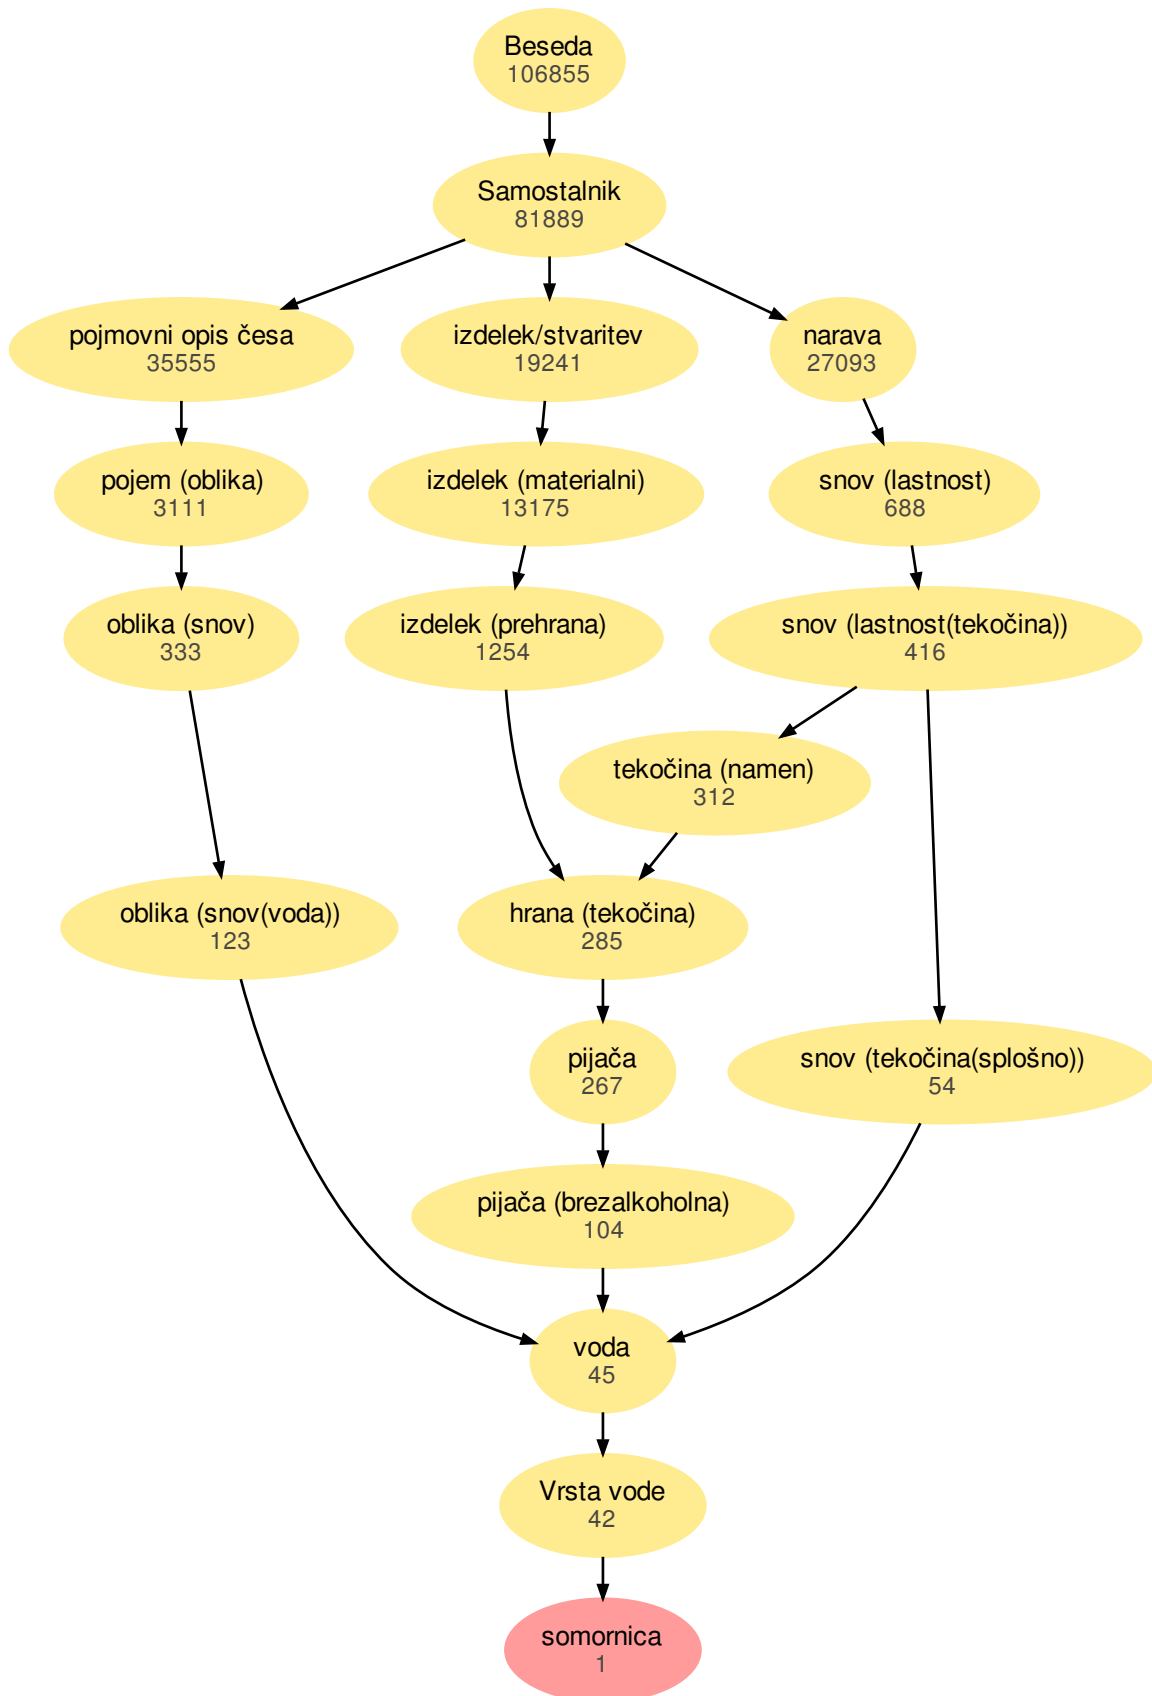 Beseda
106855
Samostalnik
81889
pojmovni opis česa
35555
izdelek/stvaritev
19241
narava
27093
pojem (oblika)
3111
izdelek (materialni)
13175
snov (lastnost)
688
oblika (snov)
333
izdelek (prehrana)
1254
snov (lastnost(tekočina))
416
tekočina (namen)
312
oblika (snov(voda))
123
hrana (tekočina)
285
pijača
267
snov (tekočina(splošno))
54
pijača (brezalkoholna)
104
voda
45
Vrsta vode
42
somornica
1